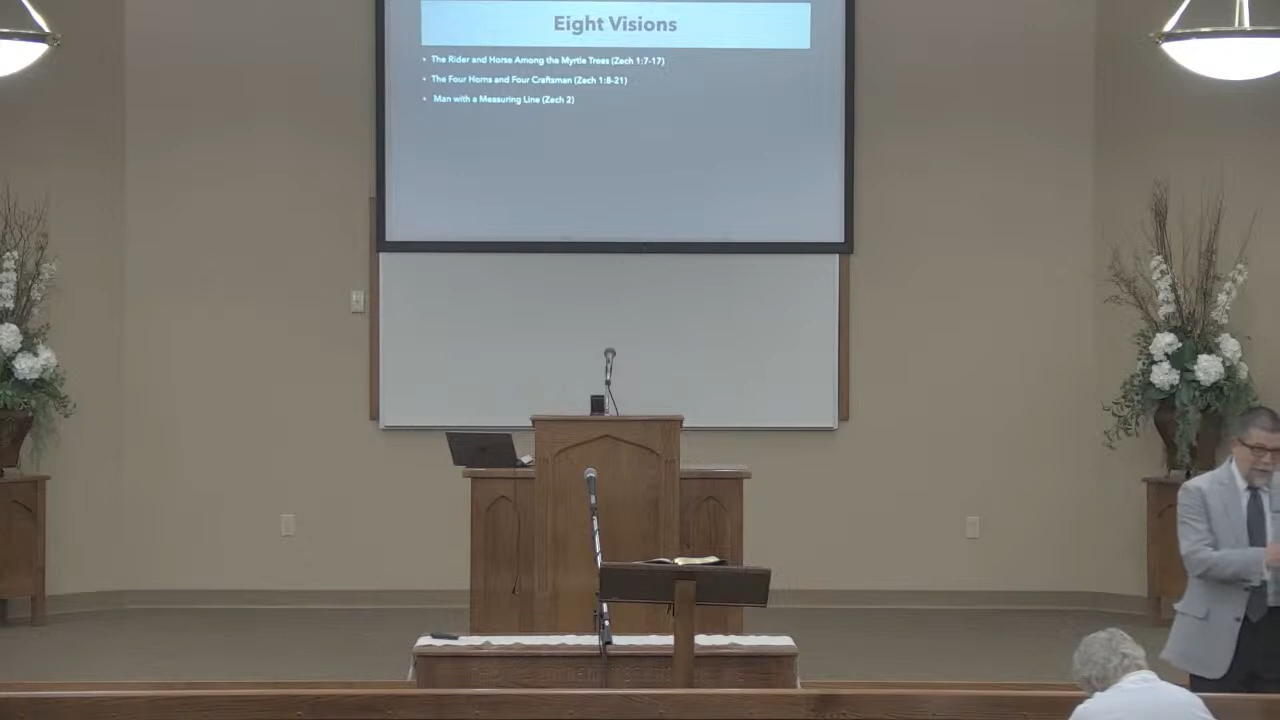 Eight Visions
• The Rider and Horse Among the Myrtle Trees (Zech 1:7-17)
• The Four Horns and Four Craftsman (Zech 1:8-21)
• Man with a Measuring Line (Zech 2)